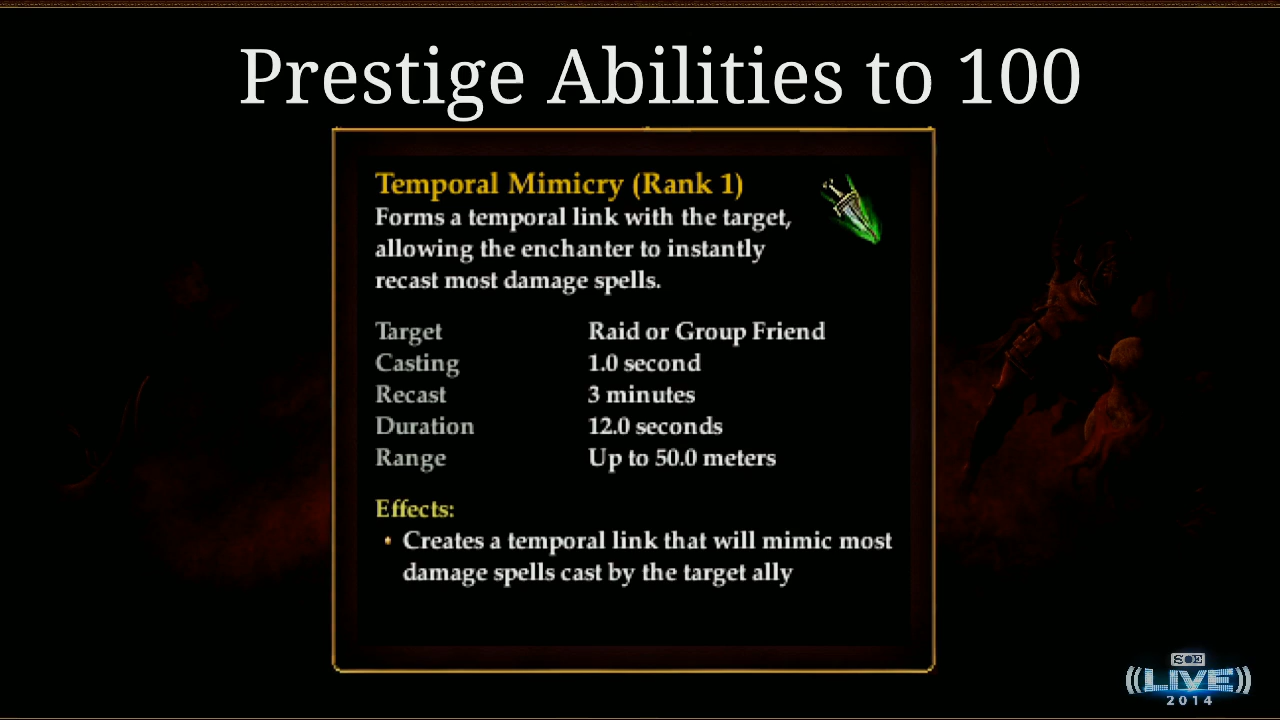 Prestige Abilities to 100
Temporal Mimicry (Rank 1)
Forms a temporal link with the target,
allowing the enchanter to instantly
recast most damage spells.
Target Raid or Group Friend
Casting 1.0 second
Recast 3 minutes
Duration 12.0 seconds
Range Up to 50.0 meters
Effects:
• Creates a temporal link that will mimic most
damage spells cast by the target ally
SOE
((LIVE))
2014